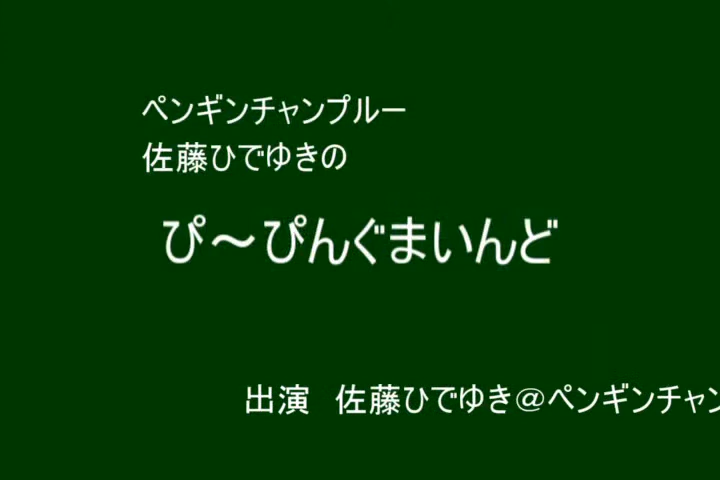 ペンギンチャンプルー
佐藤ひでゆきの
ぴ～ぴんぐまいんど
出演　佐藤ひでゆき＠ペンギンチャン